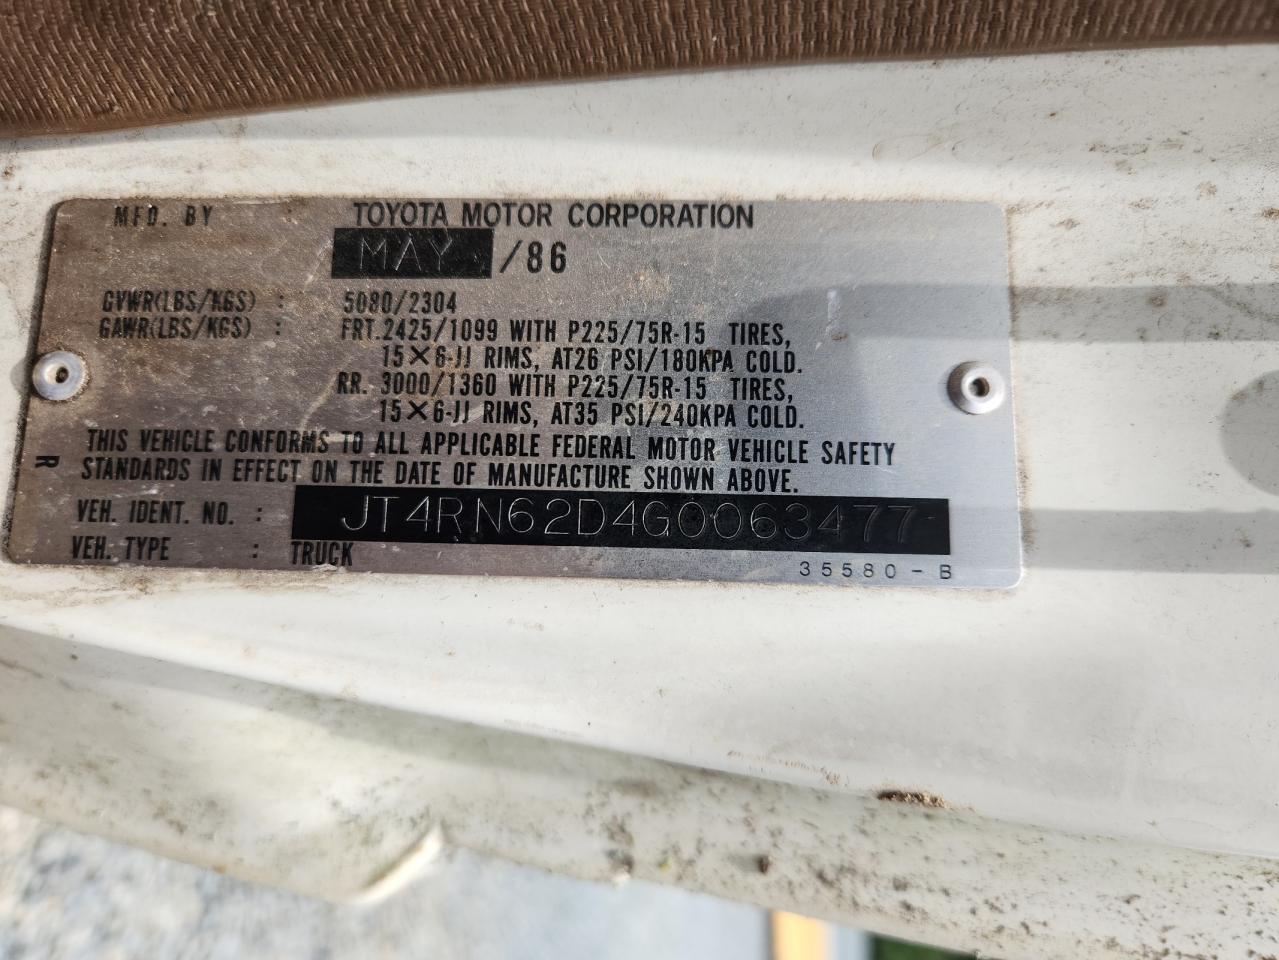 MFD. BY TOYOTA MOTOR CORPORATION
MAY /86
GVWR(LBS/KGS) : 5080/2304
GAWR(LBS/KGS) : FRT. 2425/1099 WITH P225/75R-15 TIRES,
15×6-JJ RIMS, AT26 PSI/180KPA COLD.
RR. 3000/1360 WITH P225/75R-15 TIRES,
15×6-JJ RIMS, AT35 PSI/240KPA COLD.
THIS VEHICLE CONFORMS TO ALL APPLICABLE FEDERAL MOTOR VEHICLE SAFETY
R
STANDARDS IN EFFECT ON THE DATE OF MANUFACTURE SHOWN ABOVE.
VEH. IDENT. NO. : JT4RN62D4G0063477
VEH. TYPE : TRUCK
35580-B